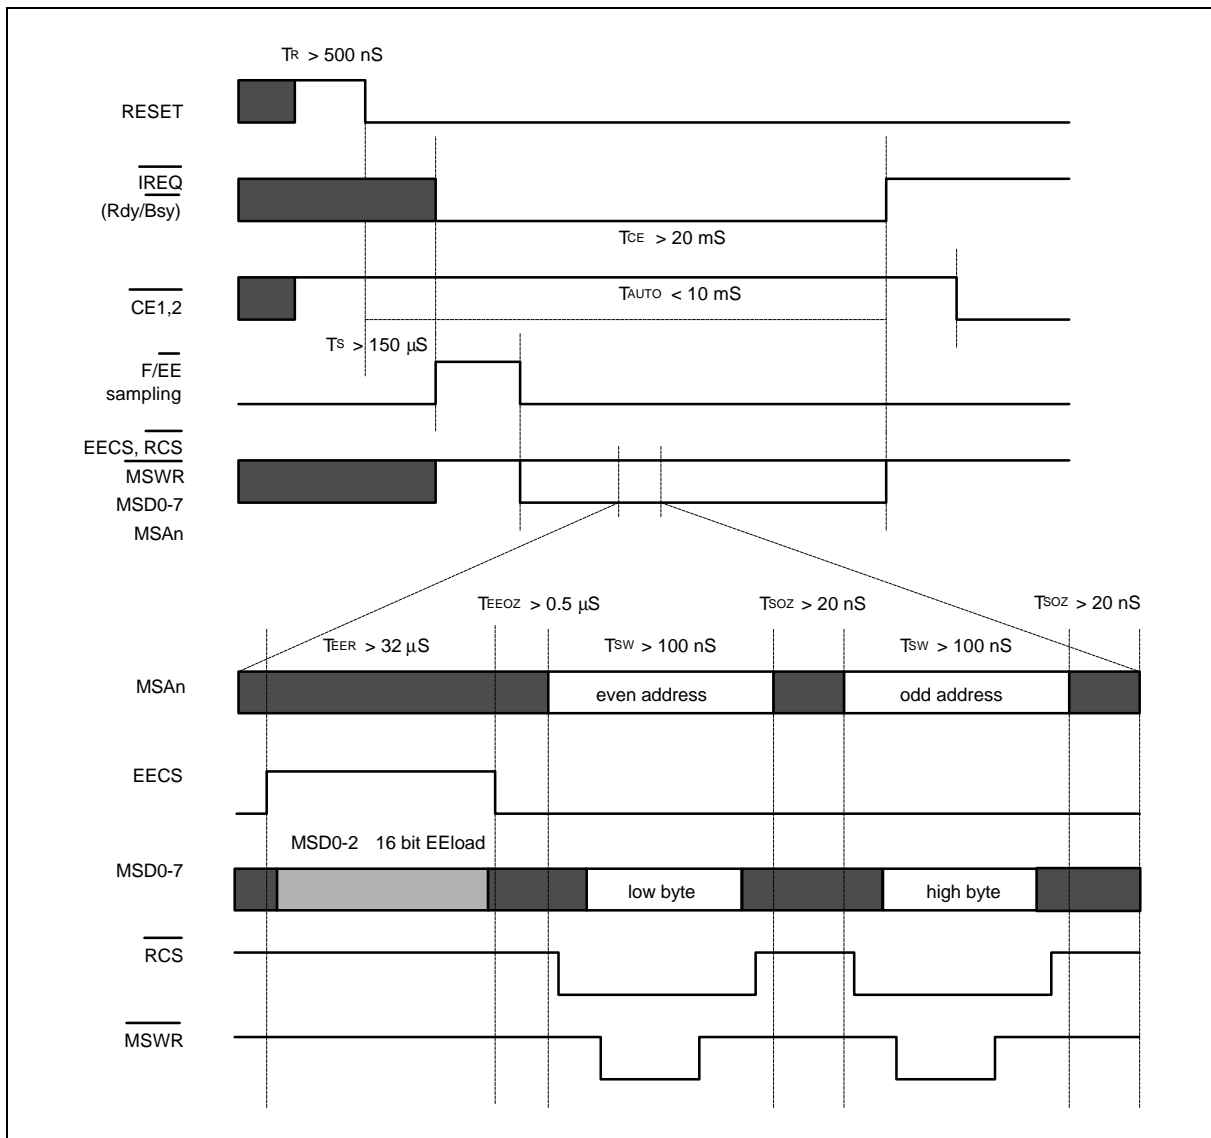 TR > 500 nS
RESET
IREQ
(Rdy/Bsy)
TCE > 20 mS
CE1,2
TAUTO < 10 mS
TS > 150 µS
F/EE
sampling
EECS, RCS
MSWR
MSD0-7
MSAn
TEEOZ > 0.5 µS
TSOZ > 20 nS
TSOZ > 20 nS
TEER > 32 µS
TSW > 100 nS
TSW > 100 nS
MSAn
even address
odd address
EECS
MSD0-2 16 bit EEload
MSD0-7
low byte
high byte
RCS
MSWR